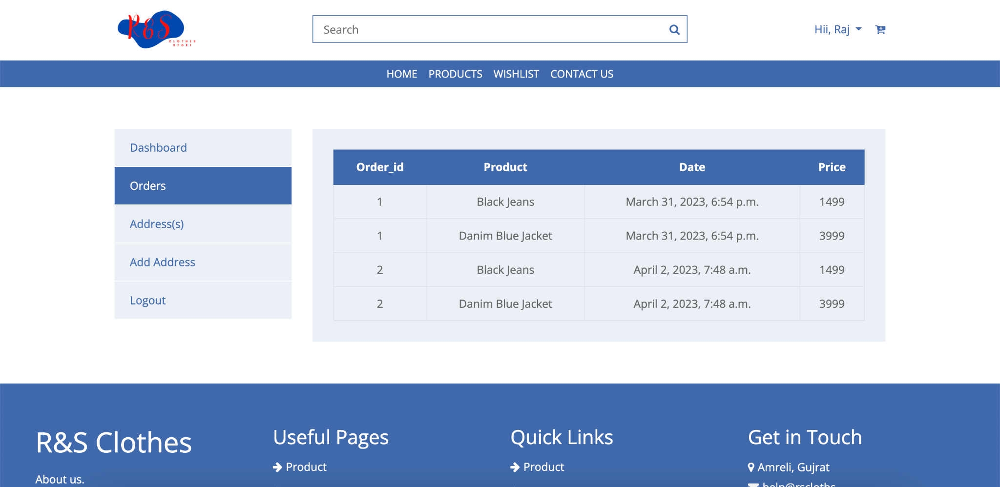 R&S
CLOTHES
STORE
Search
Hii, Raj
HOME PRODUCTS WISHLIST CONTACT US
Dashboard
Orders
Address(s)
Add Address
Logout
Order_id Product Date Price
1 Black Jeans March 31, 2023, 6:54 p.m. 1499
1 Danim Blue Jacket March 31, 2023, 6:54 p.m. 3999
2 Black Jeans April 2, 2023, 7:48 a.m. 1499
2 Danim Blue Jacket April 2, 2023, 7:48 a.m. 3999
R&S Clothes
About us.
Useful Pages
Product
Quick Links
Product
Get in Touch
Amreli, Gujrat
help@rscloths